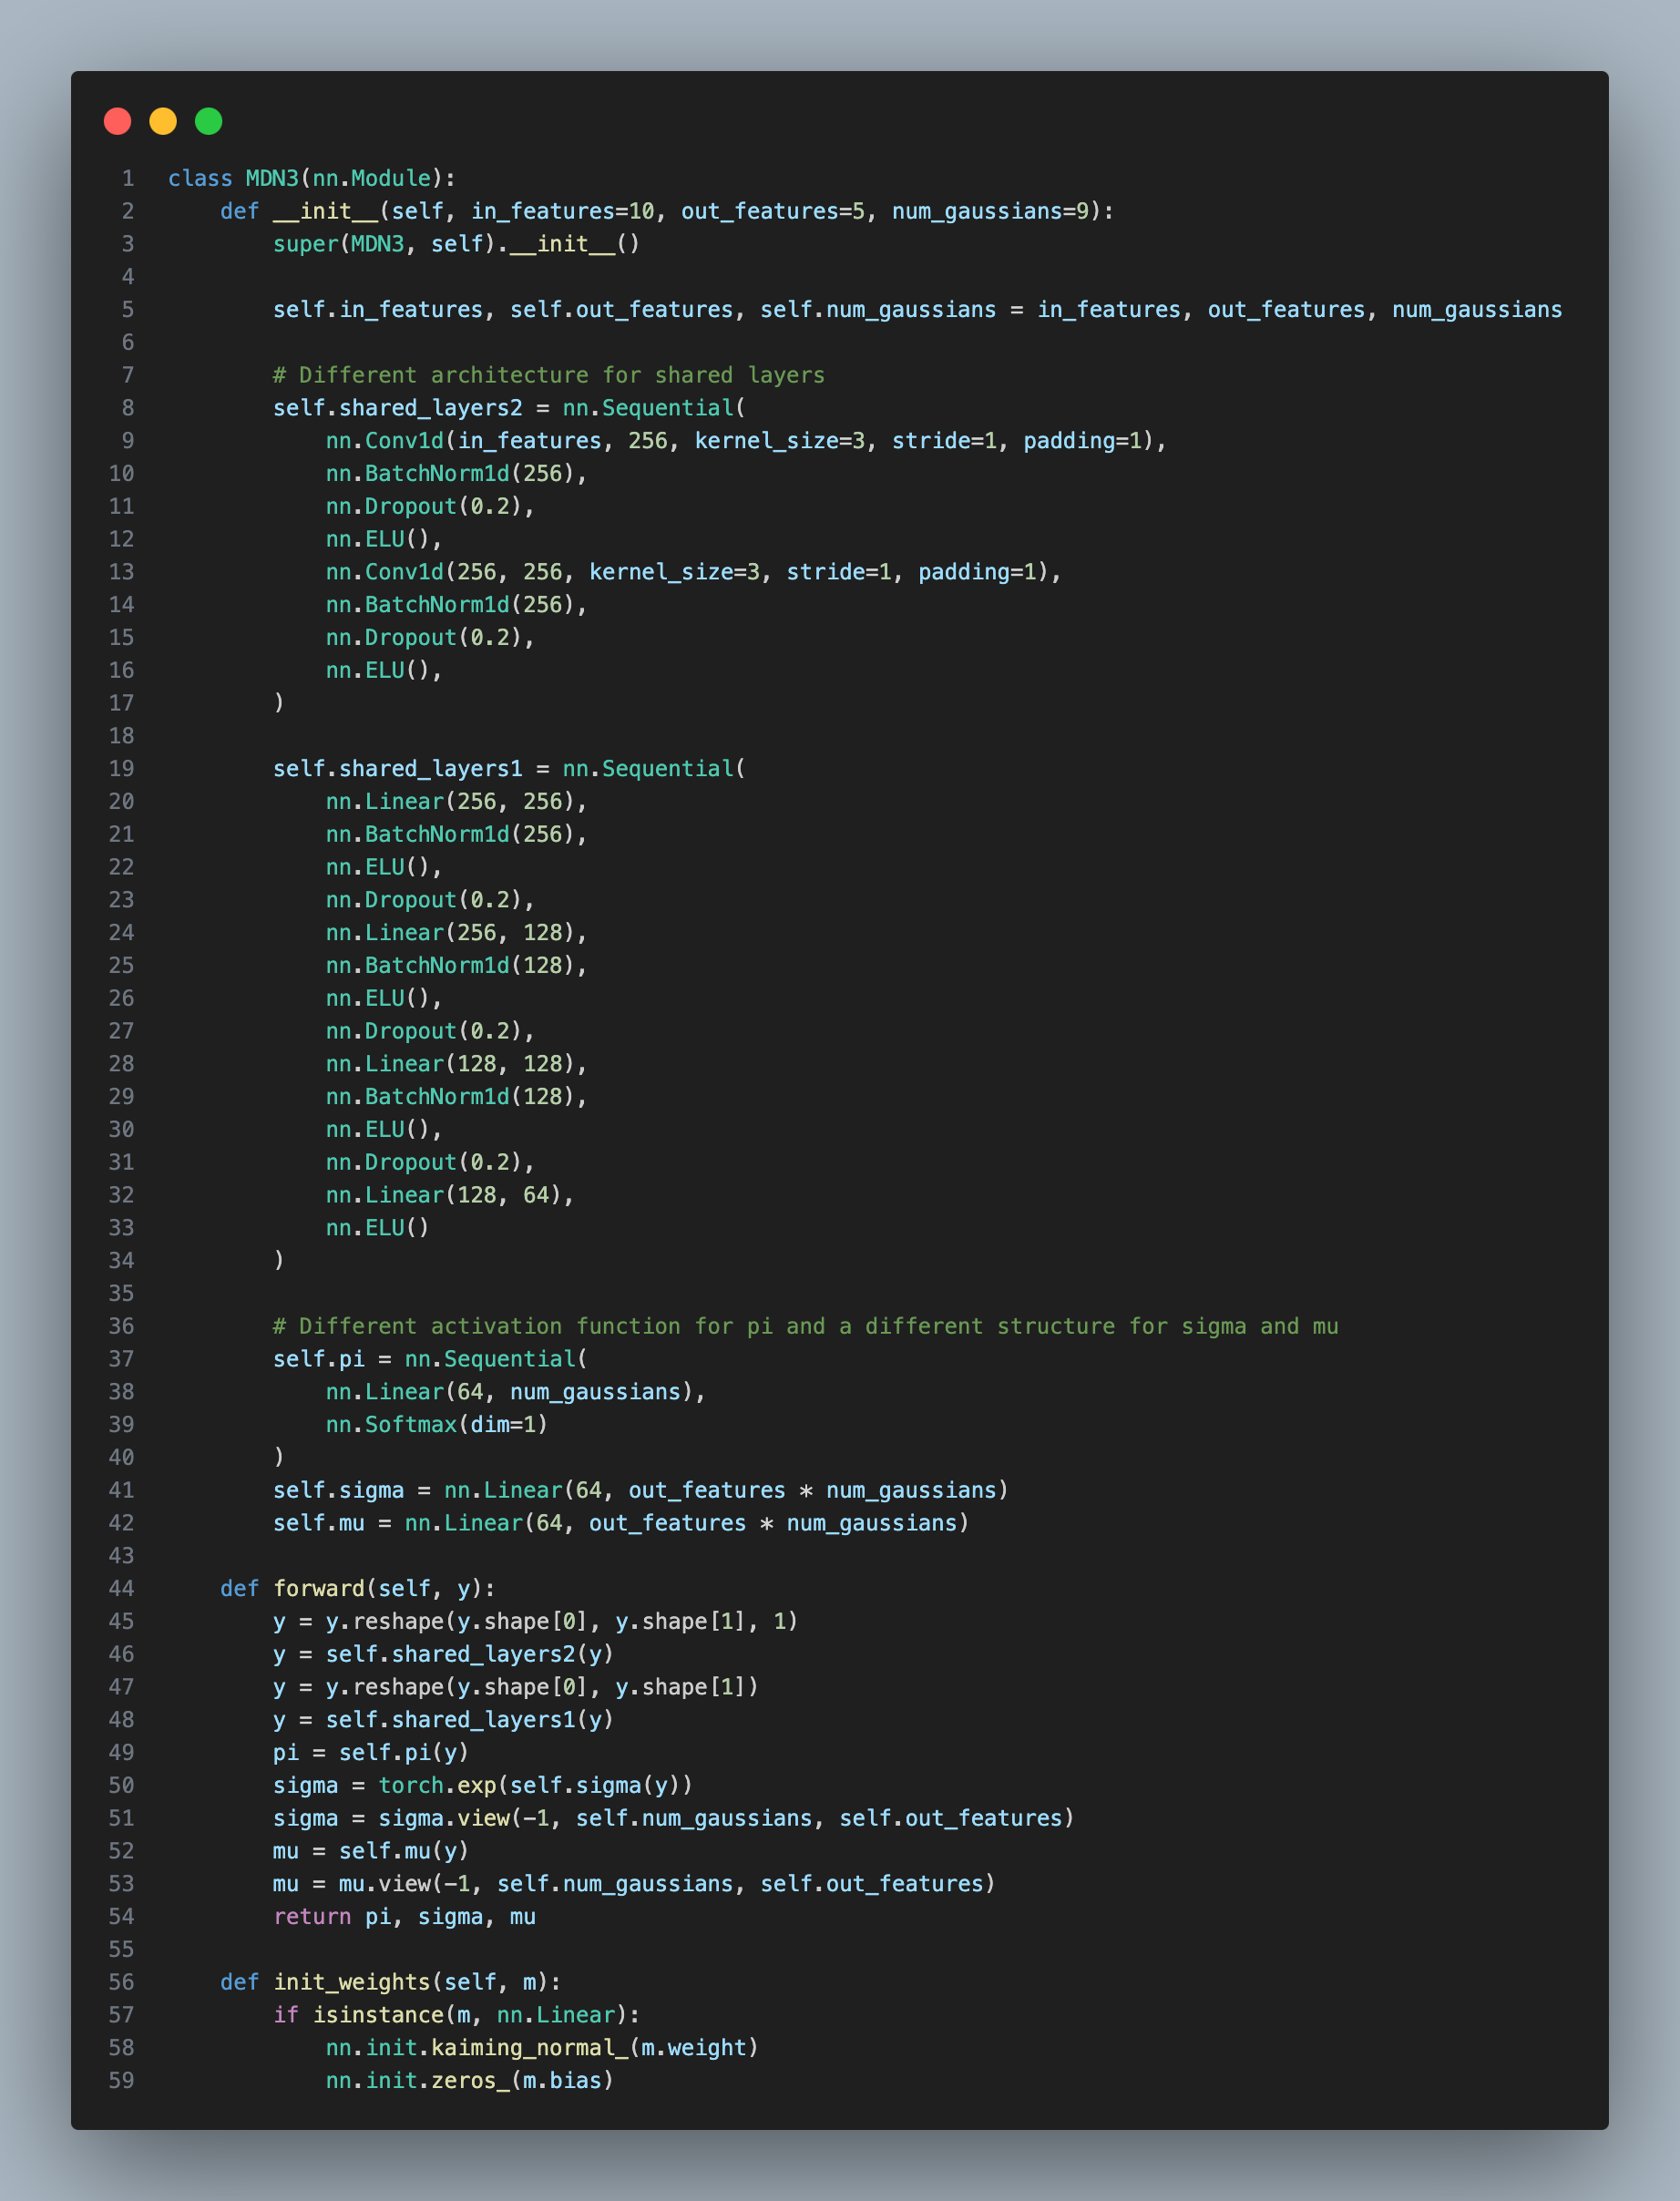 1 class MDN3(nn.Module):
2     def __init__(self, in_features=10, out_features=5, num_gaussians=9):
3         super(MDN3, self).__init__()
4
5         self.in_features, self.out_features, self.num_gaussians = in_features, out_features, num_gaussians
6
7         # Different architecture for shared layers
8         self.shared_layers2 = nn.Sequential(
9             nn.Conv1d(in_features, 256, kernel_size=3, stride=1, padding=1),
10             nn.BatchNorm1d(256),
11             nn.Dropout(0.2),
12             nn.ELU(),
13             nn.Conv1d(256, 256, kernel_size=3, stride=1, padding=1),
14             nn.BatchNorm1d(256),
15             nn.Dropout(0.2),
16             nn.ELU(),
17         )
18
19         self.shared_layers1 = nn.Sequential(
20             nn.Linear(256, 256),
21             nn.BatchNorm1d(256),
22             nn.ELU(),
23             nn.Dropout(0.2),
24             nn.Linear(256, 128),
25             nn.BatchNorm1d(128),
26             nn.ELU(),
27             nn.Dropout(0.2),
28             nn.Linear(128, 128),
29             nn.BatchNorm1d(128),
30             nn.ELU(),
31             nn.Dropout(0.2),
32             nn.Linear(128, 64),
33             nn.ELU()
34         )
35
36         # Different activation function for pi and a different structure for sigma and mu
37         self.pi = nn.Sequential(
38             nn.Linear(64, num_gaussians),
39             nn.Softmax(dim=1)
40         )
41         self.sigma = nn.Linear(64, out_features * num_gaussians)
42         self.mu = nn.Linear(64, out_features * num_gaussians)
43
44     def forward(self, y):
45         y = y.reshape(y.shape[0], y.shape[1], 1)
46         y = self.shared_layers2(y)
47         y = y.reshape(y.shape[0], y.shape[1])
48         y = self.shared_layers1(y)
49         pi = self.pi(y)
50         sigma = torch.exp(self.sigma(y))
51         sigma = sigma.view(-1, self.num_gaussians, self.out_features)
52         mu = self.mu(y)
53         mu = mu.view(-1, self.num_gaussians, self.out_features)
54         return pi, sigma, mu
55
56     def init_weights(self, m):
57         if isinstance(m, nn.Linear):
58             nn.init.kaiming_normal_(m.weight)
59             nn.init.zeros_(m.bias)